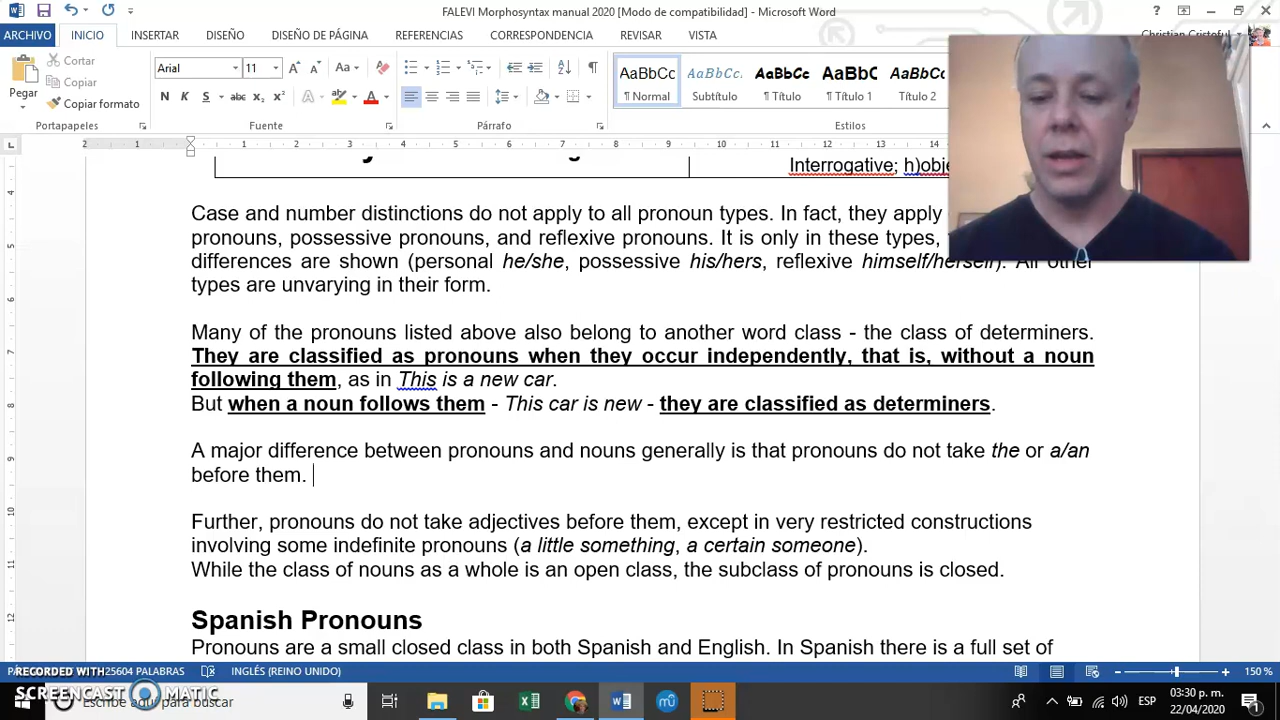 FALEVI Morphosyntax manual 2020 [Modo de compatibilidad] - Microsoft Word
ARCHIVO INICIO INSERTAR DISEÑO DISEÑO DE PÁGINA REFERENCIAS CORRESPONDENCIA REVISAR VISTA
Cortar
Copiar
Copiar formato
Pegar
Arial 11
AaBbCc AaBbCc. AaBbCc AaBbC AaBbCc
¶ Normal Subtítulo ¶ Título ¶ Título 1 Título 2
Portapapeles Fuente Párrafo Estilos
Interrogative; h)obje
Case and number distinctions do not apply to all pronoun types. In fact, they apply
pronouns, possessive pronouns, and reflexive pronouns. It is only in these types,
differences are shown (personal he/she, possessive his/hers, reflexive himself/herself). All other
types are unvarying in their form.
Many of the pronouns listed above also belong to another word class - the class of determiners.
They are classified as pronouns when they occur independently, that is, without a noun
following them, as in This is a new car.
But when a noun follows them - This car is new - they are classified as determiners.
A major difference between pronouns and nouns generally is that pronouns do not take the or a/an
before them.
Further, pronouns do not take adjectives before them, except in very restricted constructions
involving some indefinite pronouns (a little something, a certain someone).
While the class of nouns as a whole is an open class, the subclass of pronouns is closed.
Spanish Pronouns
Pronouns are a small closed class in both Spanish and English. In Spanish there is a full set of
25604 PALABRAS INGLÉS (REINO UNIDO) 150 %
RECORDED WITH
SCREENCAST MATIC
Escribe aquí para buscar
ESP
03:30 p. m.
22/04/2020